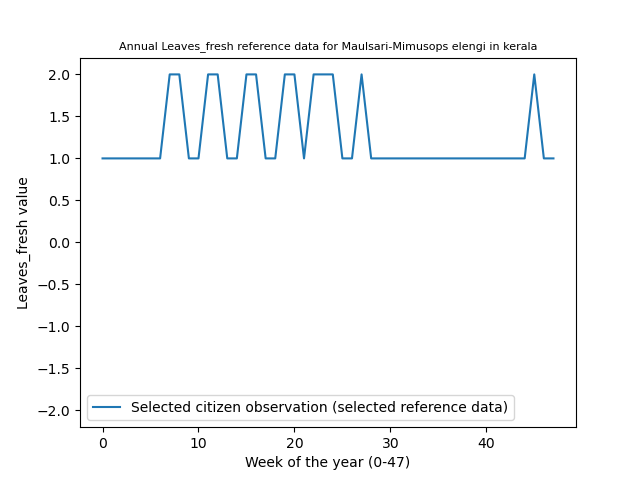 Annual Leaves_fresh reference data for Maulsari-Mimusops elengi in kerala
2.0
1.5
1.0
0.5
0.0
−0.5
−1.0
−1.5
−2.0
Leaves_fresh value
Selected citizen observation (selected reference data)
0 10 20 30 40
Week of the year (0-47)